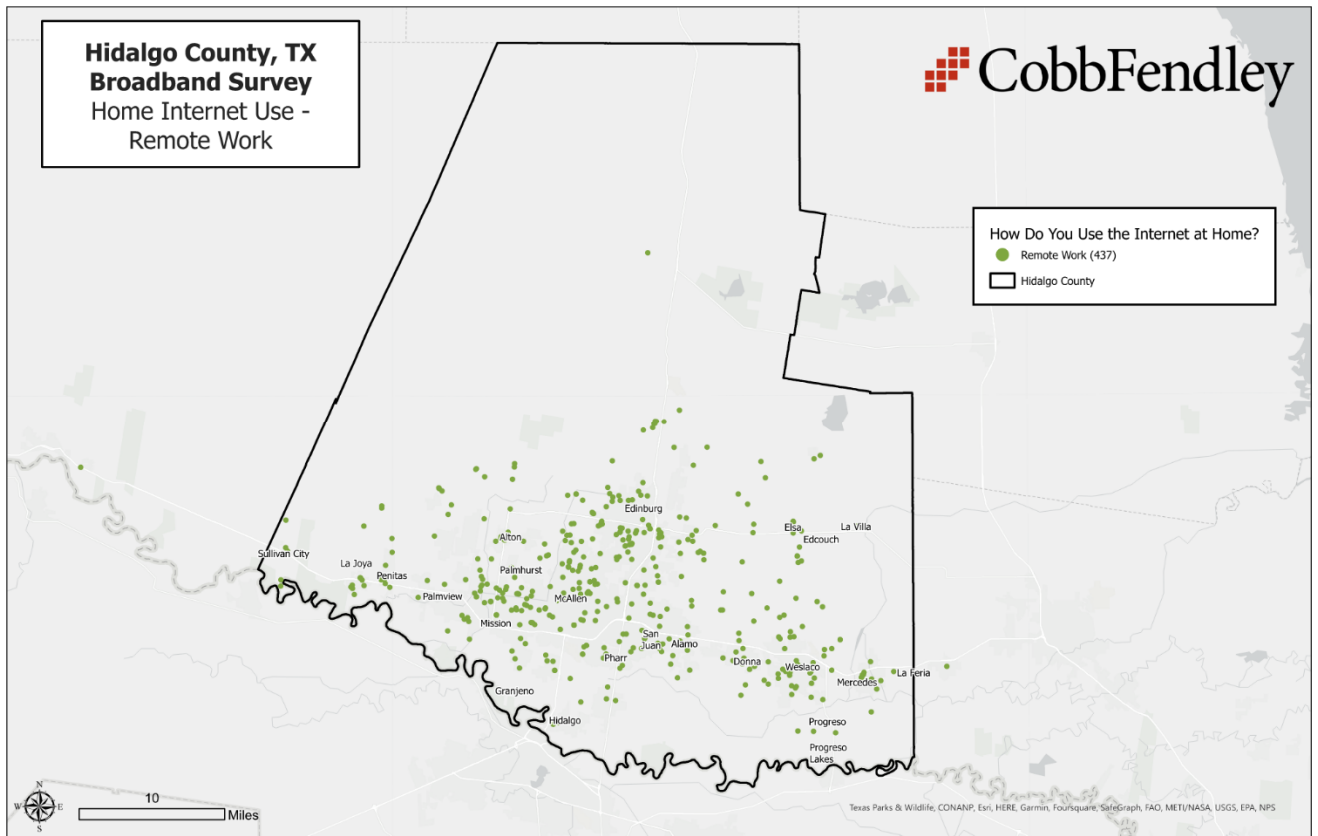 Hidalgo County, TX
Broadband Survey
Home Internet Use -
Remote Work
CobbFendley
How Do You Use the Internet at Home?
Remote Work (437)
Hidalgo County
Edinburg
Elsa
La Villa
Edcouch
Alton
Sullivan City
La Joya
Penitas
Palmhurst
Palmview
McAllen
Mission
San
Juan
Alamo
Pharr
Donna
Weslaco
La Feria
Mercedes
Granjeno
Hidalgo
Progreso
Progreso
Lakes
N
W
E
S
10
Miles
Texas Parks & Wildlife, CONANP, Esri, HERE, Garmin, Foursquare, SafeGraph, FAO, METI/NASA, USGS, EPA, NPS